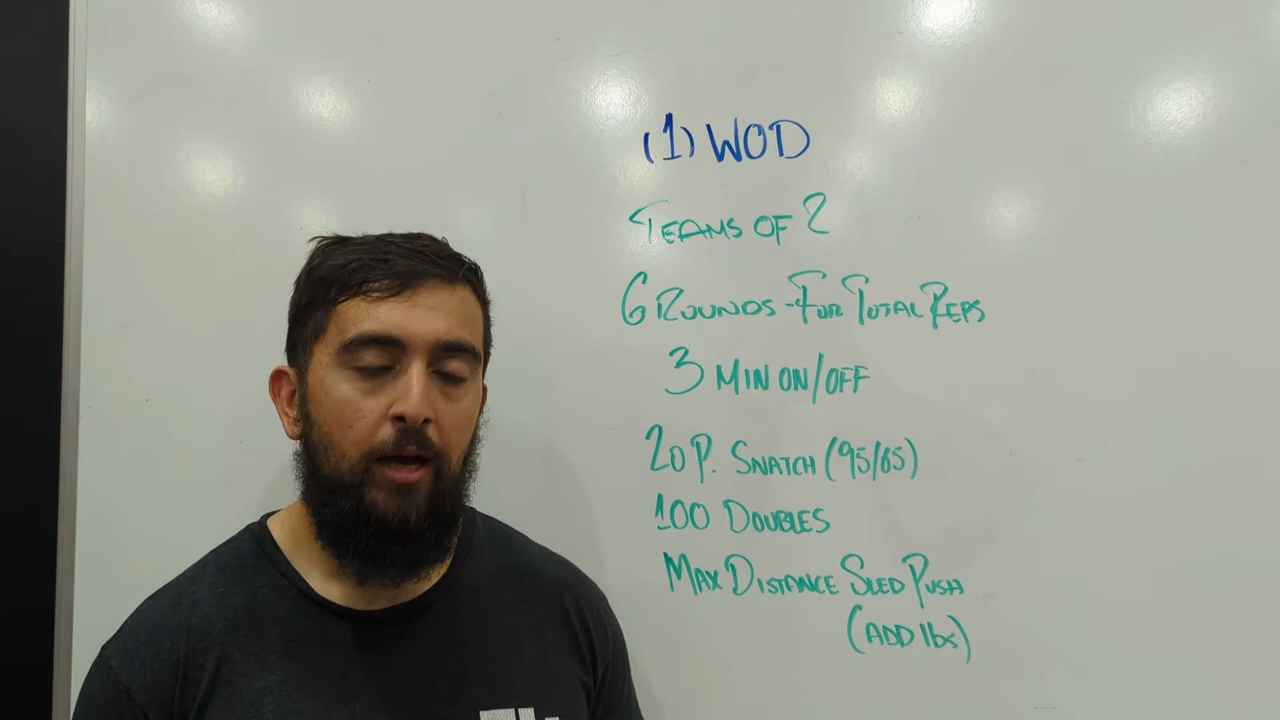 (1) WOD
TEAMS OF 2
6 ROUNDS - FOR TOTAL REPS
3 MIN ON/OFF
20 P. SNATCH (95/65)
100 DOUBLES
MAX DISTANCE SLED PUSH
(ADD lbs)